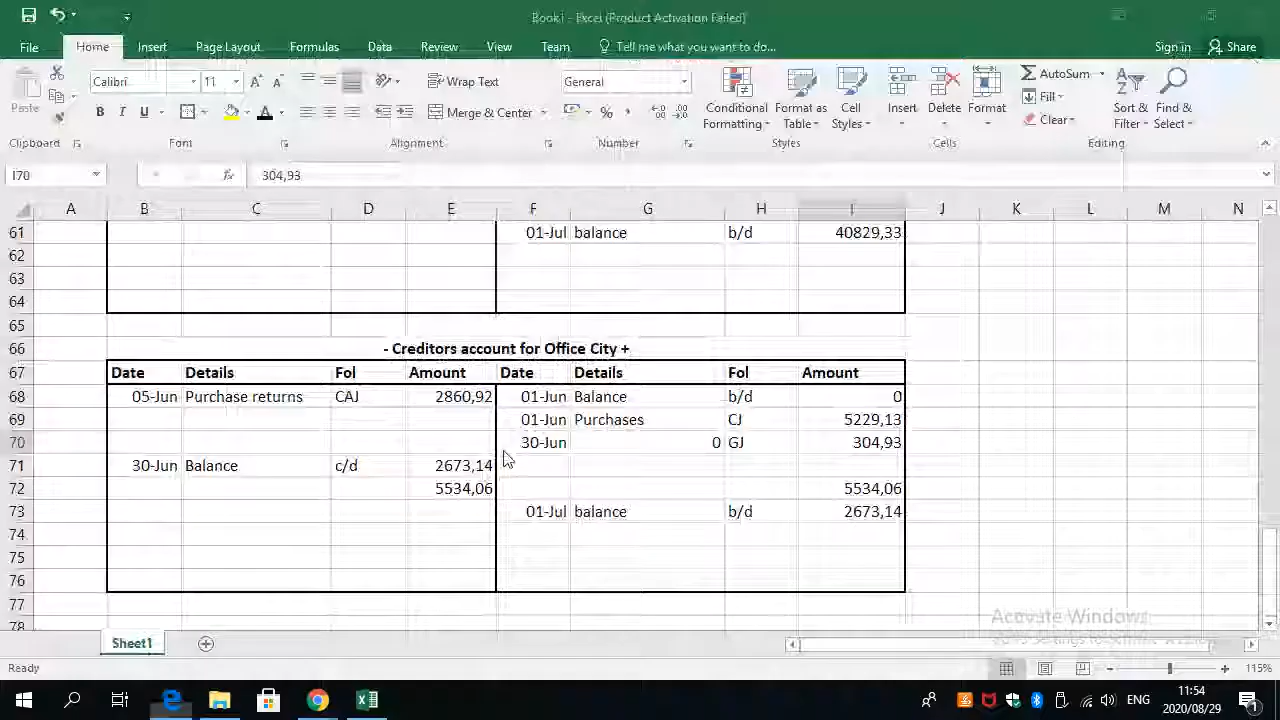 Book1 - Excel (Product Activation Failed)
File Home Insert Page Layout Formulas Data Review View Team Tell me what you want to do... Sign in Share
Paste Calibri 11 Wrap Text General Conditional Formatting Format as Table Cell Styles Insert Delete Format AutoSum Fill Clear Sort & Filter Find & Select
B I U Merge & Center % ,
Clipboard Font Alignment Number Styles Cells Editing
I70 fx 304,93
A B C D E F G H I J K L M N
61 01-Jul balance b/d 40829,33
62
63
64
65
66 - Creditors account for Office City +
67 Date Details Fol Amount Date Details Fol Amount
68 05-Jun Purchase returns CAJ 2860,92 01-Jun Balance b/d 0
69 01-Jun Purchases CJ 5229,13
70 30-Jun 0 GJ 304,93
71 30-Jun Balance c/d 2673,14
72 5534,06 5534,06
73 01-Jul balance b/d 2673,14
74
75
76
77
78
Activate Windows
Sheet1
Ready 115%
ENG 11:54
2020/08/29 1